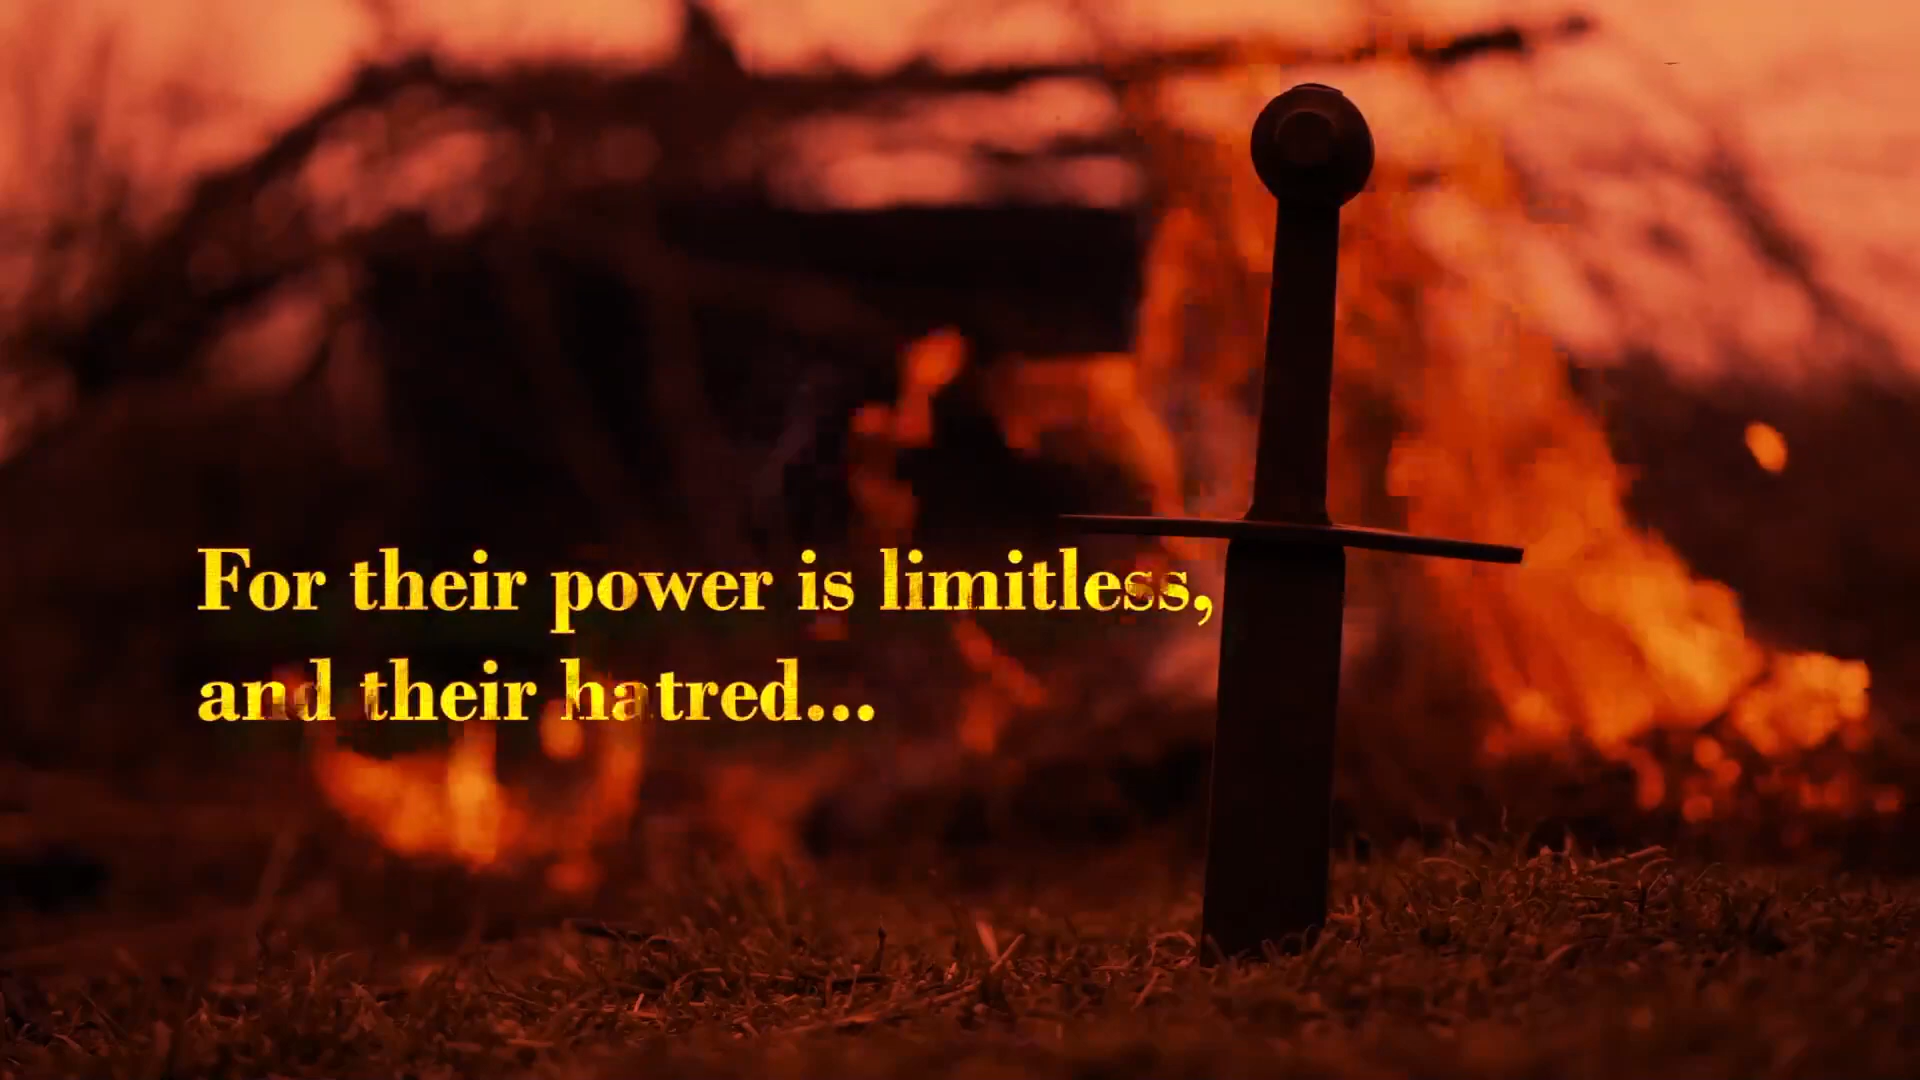 For their power is limitless,
and their hatred...